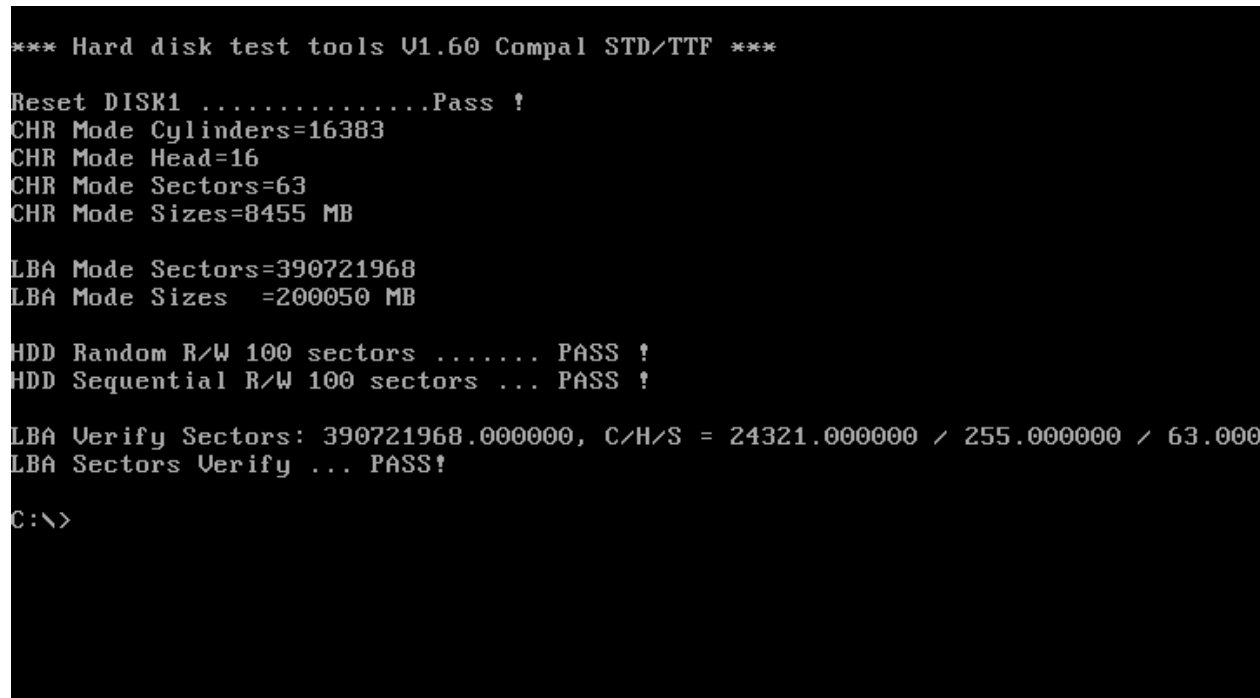 *** Hard disk test tools V1.60 Compal STD/TTF ***
Reset DISK1 ...............Pass !
CHR Mode Cylinders=16383
CHR Mode Head=16
CHR Mode Sectors=63
CHR Mode Sizes=8455 MB
LBA Mode Sectors=390721968
LBA Mode Sizes  =200050 MB
HDD Random R/W 100 sectors ....... PASS !
HDD Sequential R/W 100 sectors ... PASS !
LBA Verify Sectors: 390721968.000000, C/H/S = 24321.000000 / 255.000000 / 63.000
LBA Sectors Verify ... PASS!
C:\>